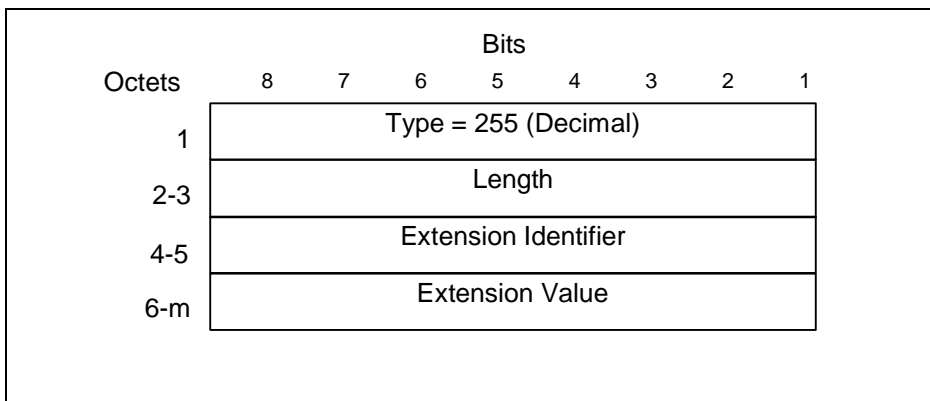 Bits
Octets 8 7 6 5 4 3 2 1
1 Type = 255 (Decimal)
2-3 Length
4-5 Extension Identifier
6-m Extension Value